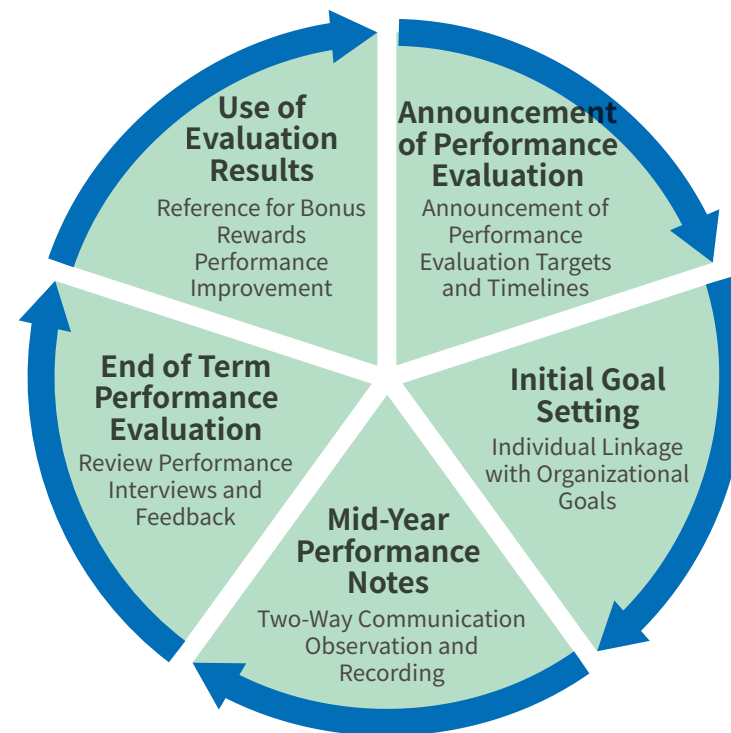 Use of
Evaluation
Results
Reference for Bonus
Rewards
Performance
Improvement
Announcement
of Performance
Evaluation
Announcement of
Performance
Evaluation Targets
and Timelines
Initial Goal
Setting
Individual Linkage
with Organizational
Goals
Mid-Year
Performance
Notes
Two-Way Communication
Observation and
Recording
End of Term
Performance
Evaluation
Review Performance
Interviews and
Feedback